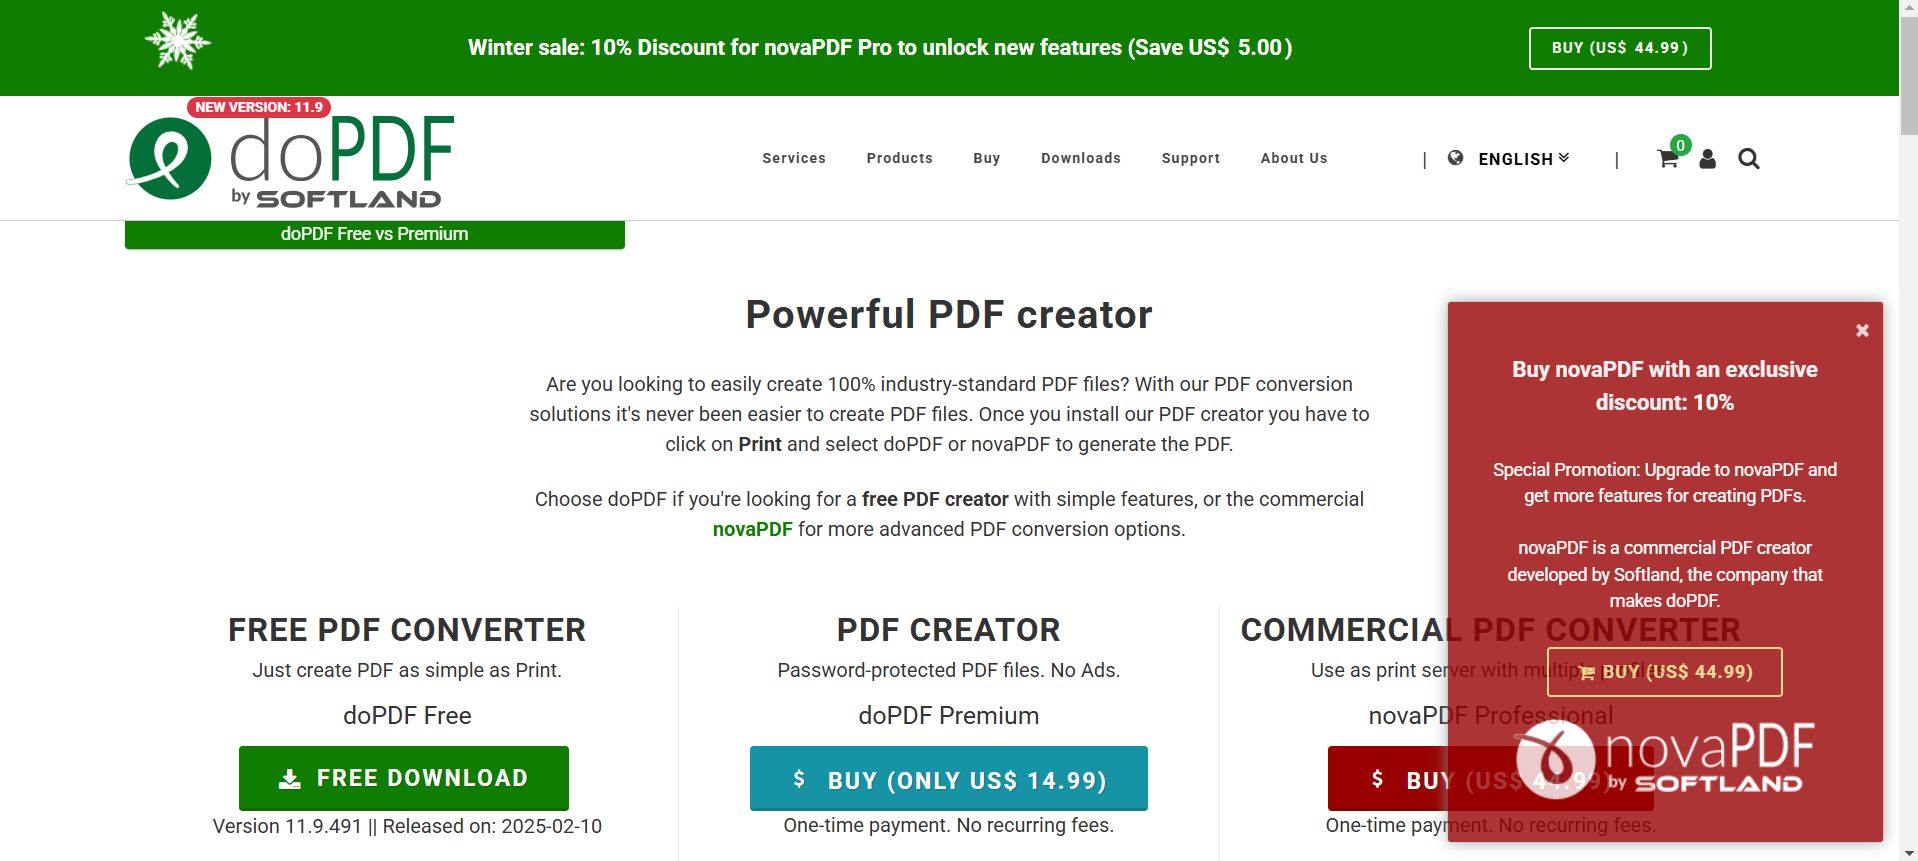 Winter sale: 10% Discount for novaPDF Pro to unlock new features (Save US$ 5.00)
BUY (US$ 44.99)
NEW VERSION: 11.9
doPDF
by SOFTLAND
Services
Products
Buy
Downloads
Support
About Us
|
ENGLISH
|
0
doPDF Free vs Premium
Powerful PDF creator
Are you looking to easily create 100% industry-standard PDF files? With our PDF conversion
solutions it's never been easier to create PDF files. Once you install our PDF creator you have to
click on Print and select doPDF or novaPDF to generate the PDF.
Choose doPDF if you're looking for a free PDF creator with simple features, or the commercial
novaPDF for more advanced PDF conversion options.
FREE PDF CONVERTER
Just create PDF as simple as Print.
doPDF Free
FREE DOWNLOAD
Version 11.9.491 || Released on: 2025-02-10
PDF CREATOR
Password-protected PDF files. No Ads.
doPDF Premium
$ BUY (ONLY US$ 14.99)
One-time payment. No recurring fees.
COMMERCIAL PDF CONVERTER
Use as print server with multiple
novaPDF Professional
$ BUY (US$ 44.99)
One-time payment. No recurring fees.
×
Buy novaPDF with an exclusive
discount: 10%
Special Promotion: Upgrade to novaPDF and
get more features for creating PDFs.
novaPDF is a commercial PDF creator
developed by Softland, the company that
makes doPDF.
BUY (US$ 44.99)
novaPDF
by SOFTLAND